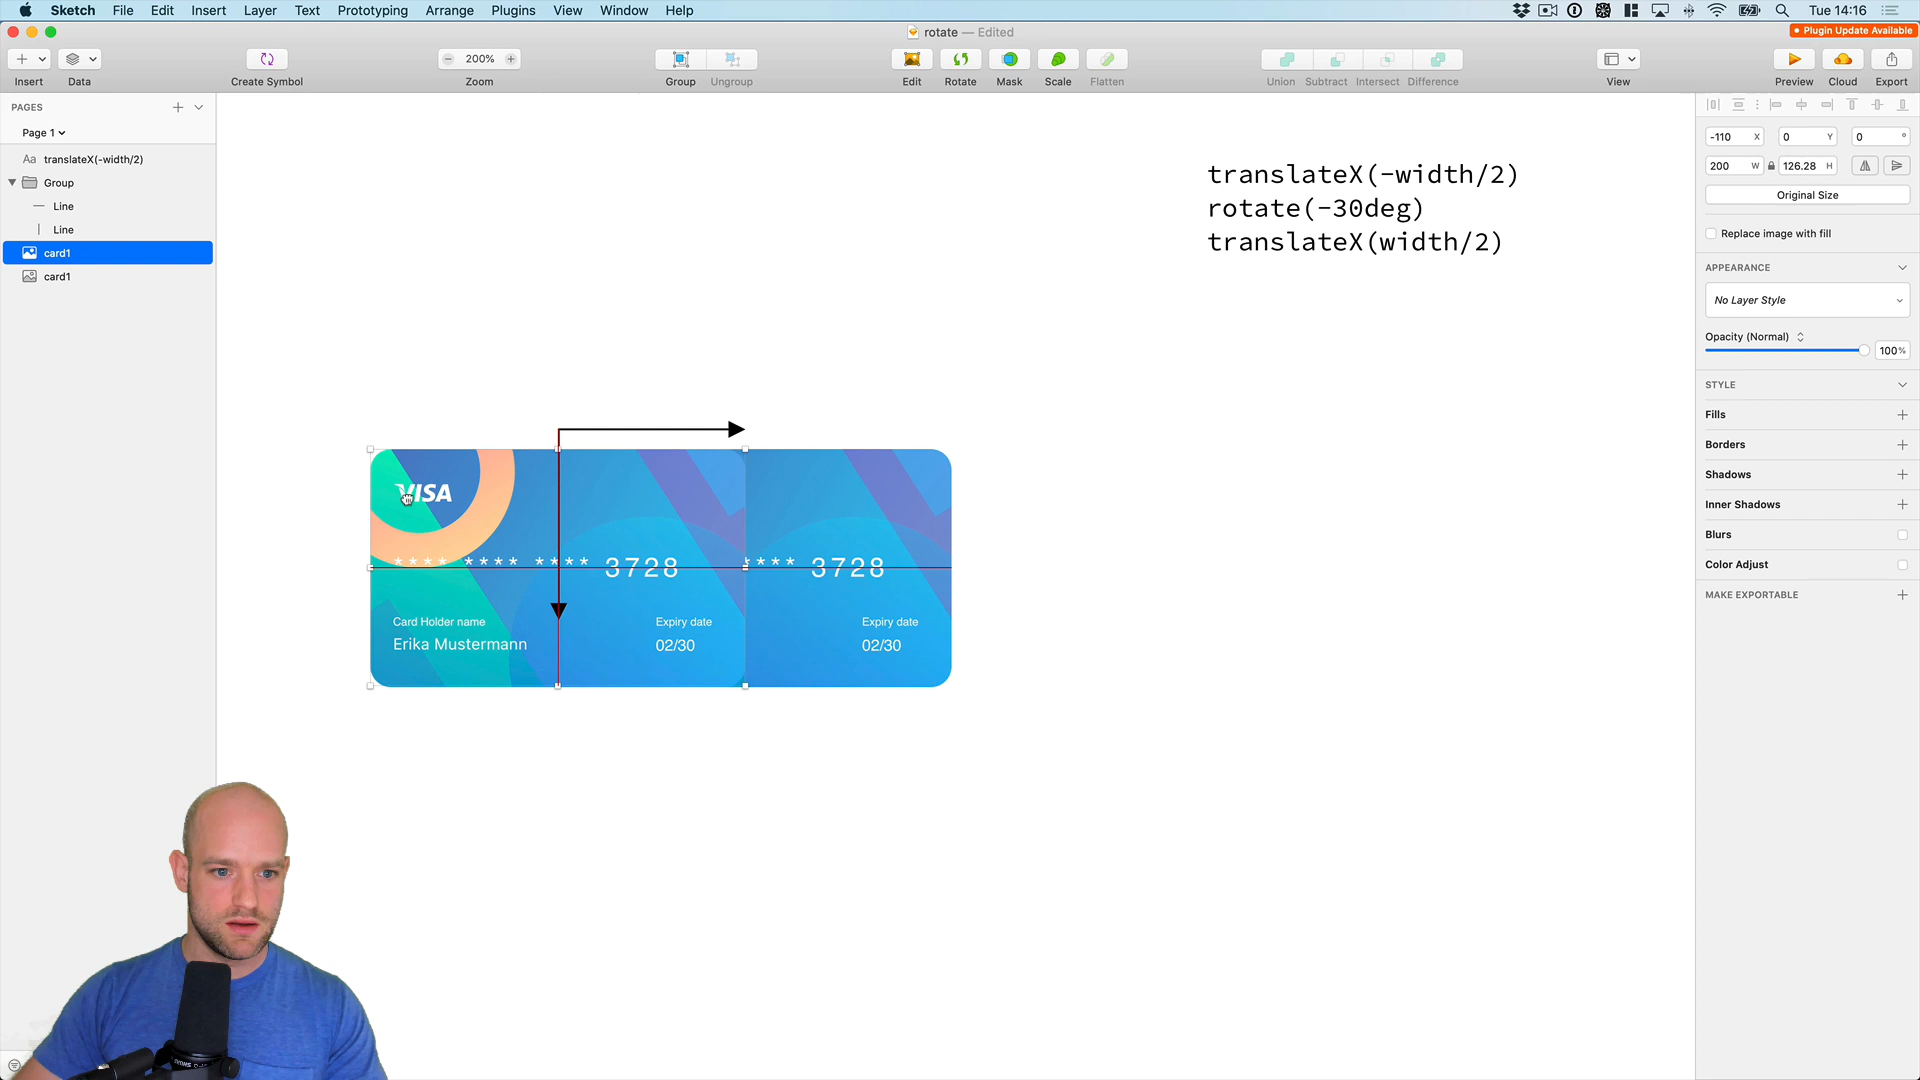 Sketch File Edit Insert Layer Text Prototyping Arrange Plugins View Window Help Tue 14:16
rotate — Edited
Plugin Update Available
Insert Data Create Symbol 200% Zoom Group Ungroup Edit Rotate Mask Scale Flatten Union Subtract Intersect Difference View Preview Cloud Export
PAGES
Page 1
Aa translateX(-width/2)
Group
Line
Line
card1
card1
translateX(-width/2)
rotate(-30deg)
translateX(width/2)
VISA
**** **** **** 3728
**** 3728
Card Holder name
Expiry date
Expiry date
Erika Mustermann
02/30
02/30
-110 X 0 Y 0 °
200 W 126.28 H
Original Size
Replace image with fill
APPEARANCE
No Layer Style
Opacity (Normal)
100%
STYLE
Fills
Borders
Shadows
Inner Shadows
Blurs
Color Adjust
MAKE EXPORTABLE